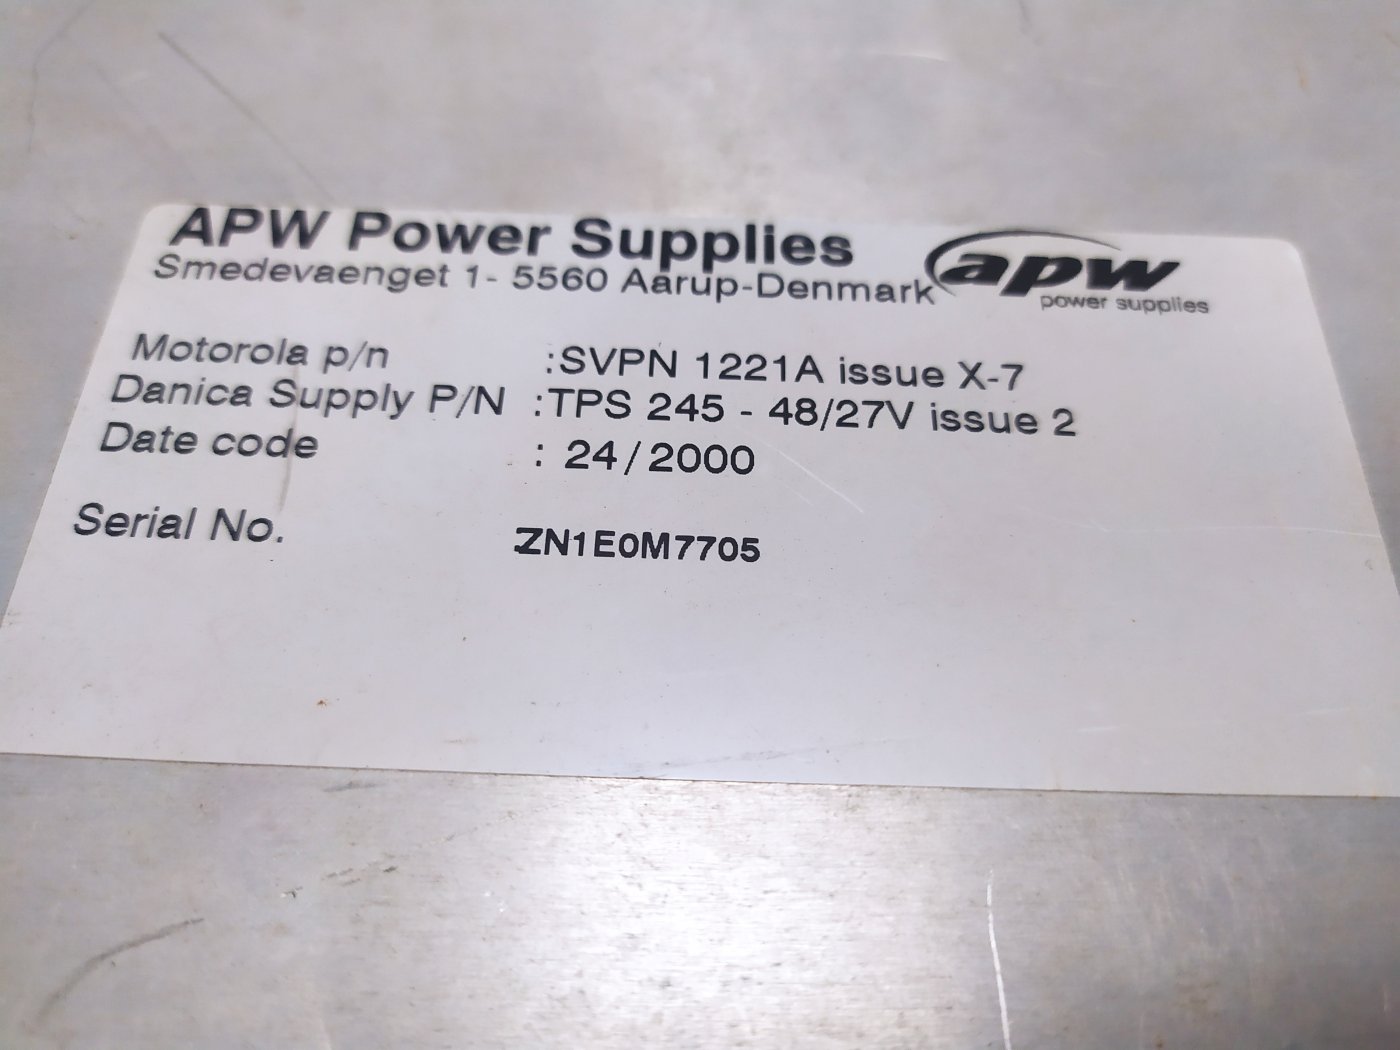 APW Power Supplies
Smedevaenget 1- 5560 Aarup-Denmark
apw
power supplies
Motorola p/n :SVPN 1221A issue X-7
Danica Supply P/N :TPS 245 - 48/27V issue 2
Date code : 24/2000
Serial No. ZN1E0M7705